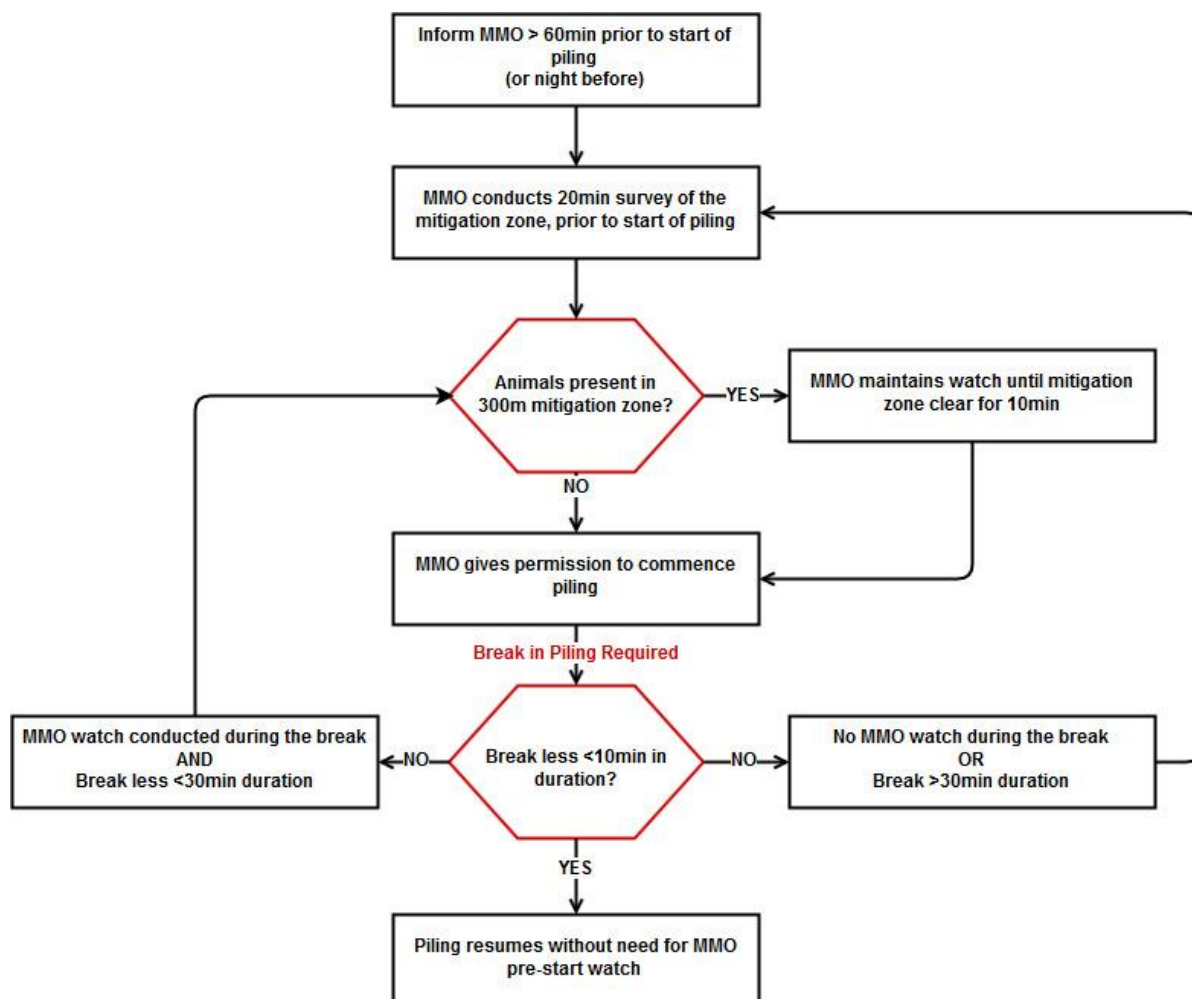 Inform MMO > 60min prior to start of
piling
(or night before)
MMO conducts 20min survey of the
mitigation zone, prior to start of piling
Animals present in
300m mitigation zone?
YES
MMO maintains watch until mitigation
zone clear for 10min
NO
MMO gives permission to commence
piling
Break in Piling Required
MMO watch conducted during the break
AND
Break less <30min duration
NO
Break less <10min in
duration?
NO
No MMO watch during the break
OR
Break >30min duration
YES
Piling resumes without need for MMO
pre-start watch